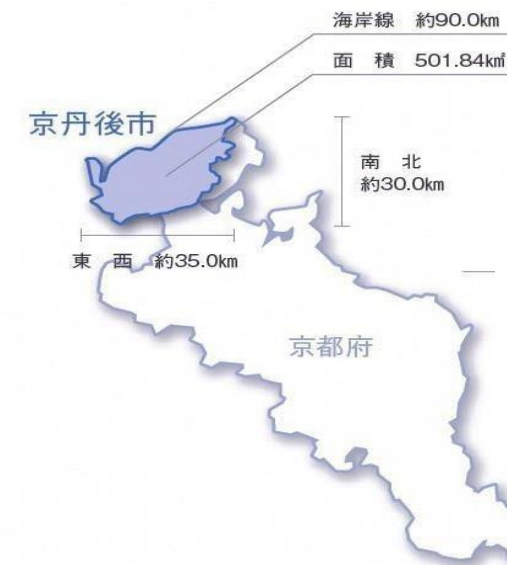 海岸線 約90.0km
面 積 501.84k㎡
京丹後市
南 北
約30.0km
東 西 約35.0km
京都府